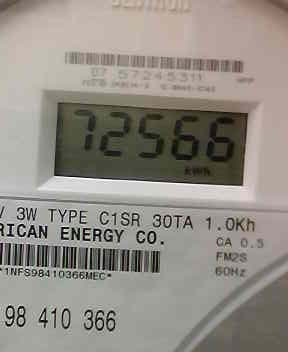 07 57245311
72566
kWh
V 3W TYPE C1SR 30TA 1.0Kh
RICAN ENERGY CO.
CA 0.5
FM2S
60Hz
*1NFS98410366MEC*
98 410 366